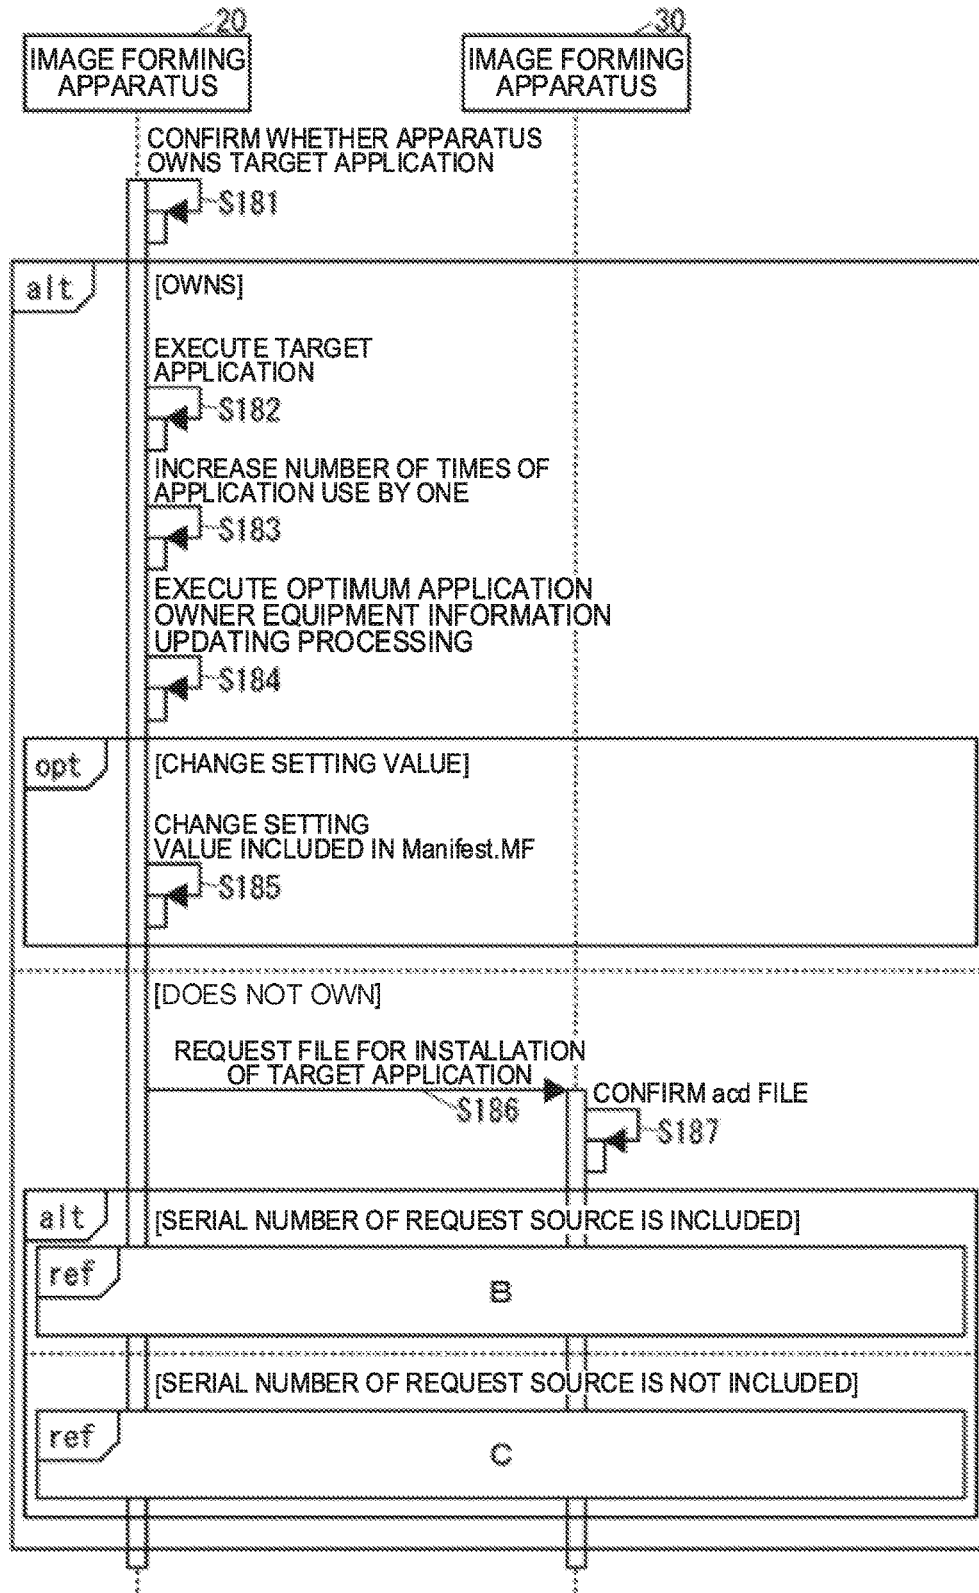 20
30
IMAGE FORMING
APPARATUS
IMAGE FORMING
APPARATUS
CONFIRM WHETHER APPARATUS
OWNS TARGET APPLICATION
S181
alt
[OWNS]
EXECUTE TARGET
APPLICATION
S182
INCREASE NUMBER OF TIMES OF
APPLICATION USE BY ONE
S183
EXECUTE OPTIMUM APPLICATION
OWNER EQUIPMENT INFORMATION
UPDATING PROCESSING
S184
opt
[CHANGE SETTING VALUE]
CHANGE SETTING
VALUE INCLUDED IN Manifest.MF
S185
[DOES NOT OWN]
REQUEST FILE FOR INSTALLATION
OF TARGET APPLICATION
S186
CONFIRM acd FILE
S187
alt
[SERIAL NUMBER OF REQUEST SOURCE IS INCLUDED]
ref
B
[SERIAL NUMBER OF REQUEST SOURCE IS NOT INCLUDED]
ref
C